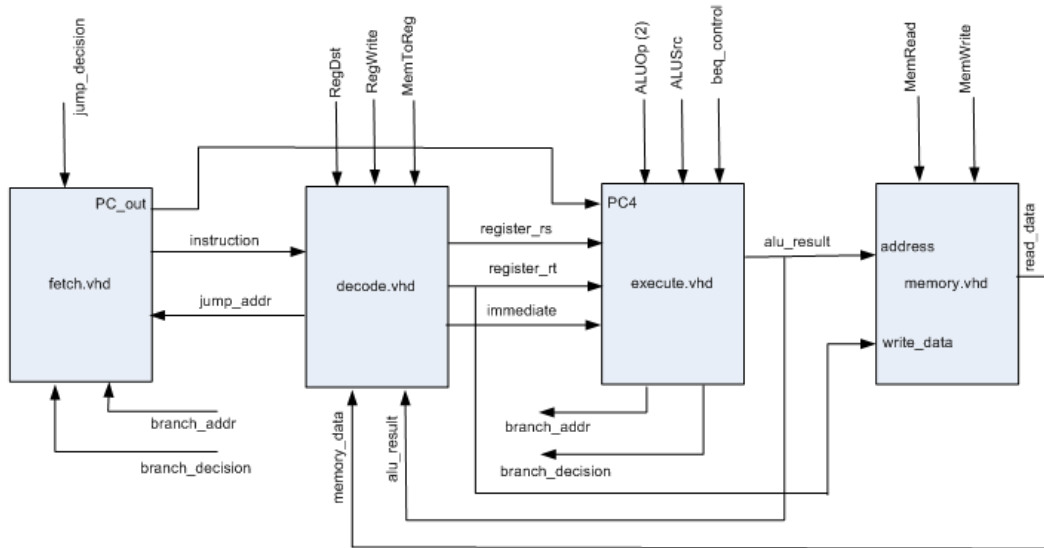 jump_decision
RegDst
RegWrite
MemToReg
ALUOp (2)
ALUSrc
beq_control
MemRead
MemWrite
PC_out
PC4
instruction
register_rs
alu_result
address
read_data
fetch.vhd
jump_addr
decode.vhd
register_rt
execute.vhd
memory.vhd
immediate
write_data
branch_addr
branch_decision
memory_data
alu_result
branch_addr
branch_decision